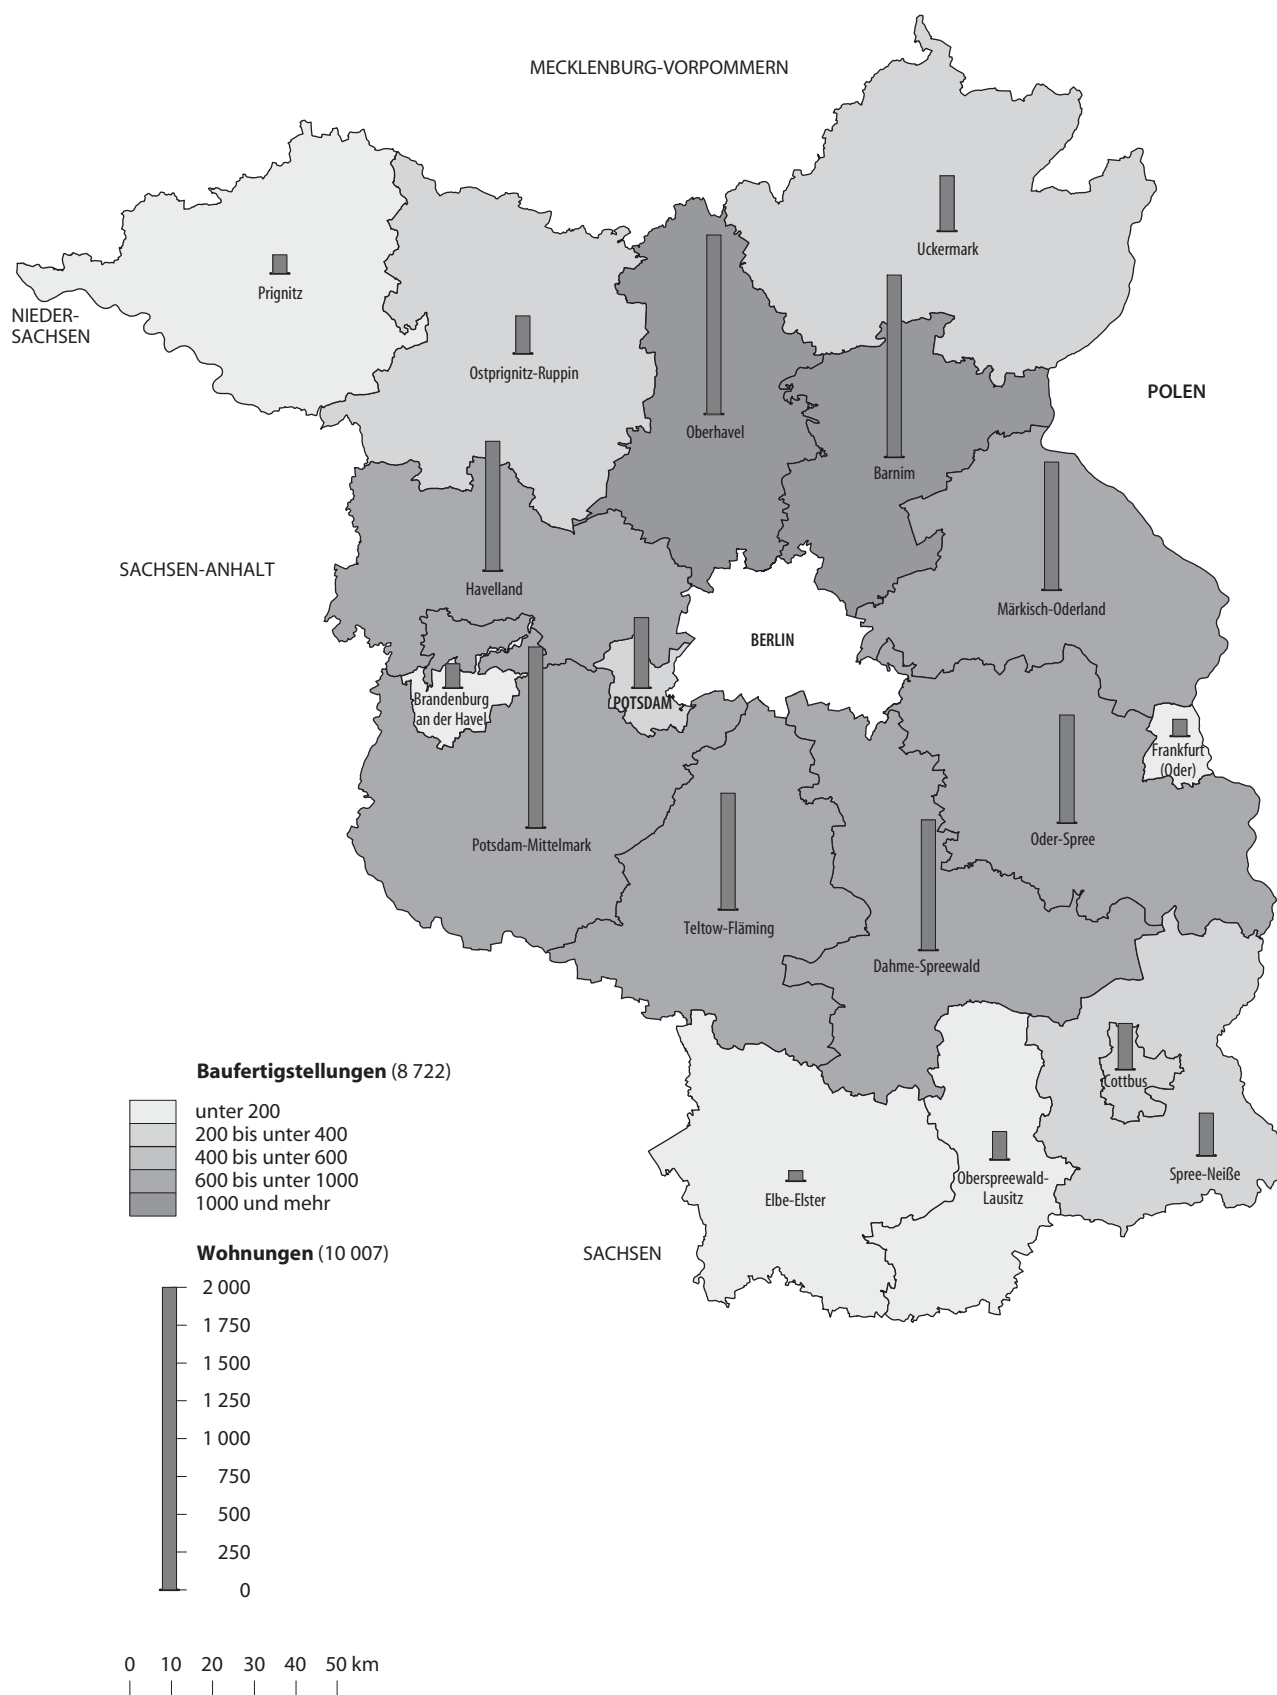 MECKLENBURG-VORPOMMERN
Uckermark
Prignitz
NIEDER-
SACHSEN
Ostprignitz-Ruppin
POLEN
Oberhavel
Barnim
SACHSEN-ANHALT
Havelland
Märkisch-Oderland
BERLIN
Brandenburg
an der Havel
POTSDAM
Frankfurt
(Oder)
Potsdam-Mittelmark
Oder-Spree
Teltow-Fläming
Dahme-Spreewald
Cottbus
Spree-Neiße
Oberspreewald-
Lausitz
Elbe-Elster
SACHSEN
Baufertigstellungen (8 722)
unter 200
200 bis unter 400
400 bis unter 600
600 bis unter 1000
1000 und mehr
Wohnungen (10 007)
2 000
1 750
1 500
1 250
1 000
750
500
250
0
0 10 20 30 40 50 km